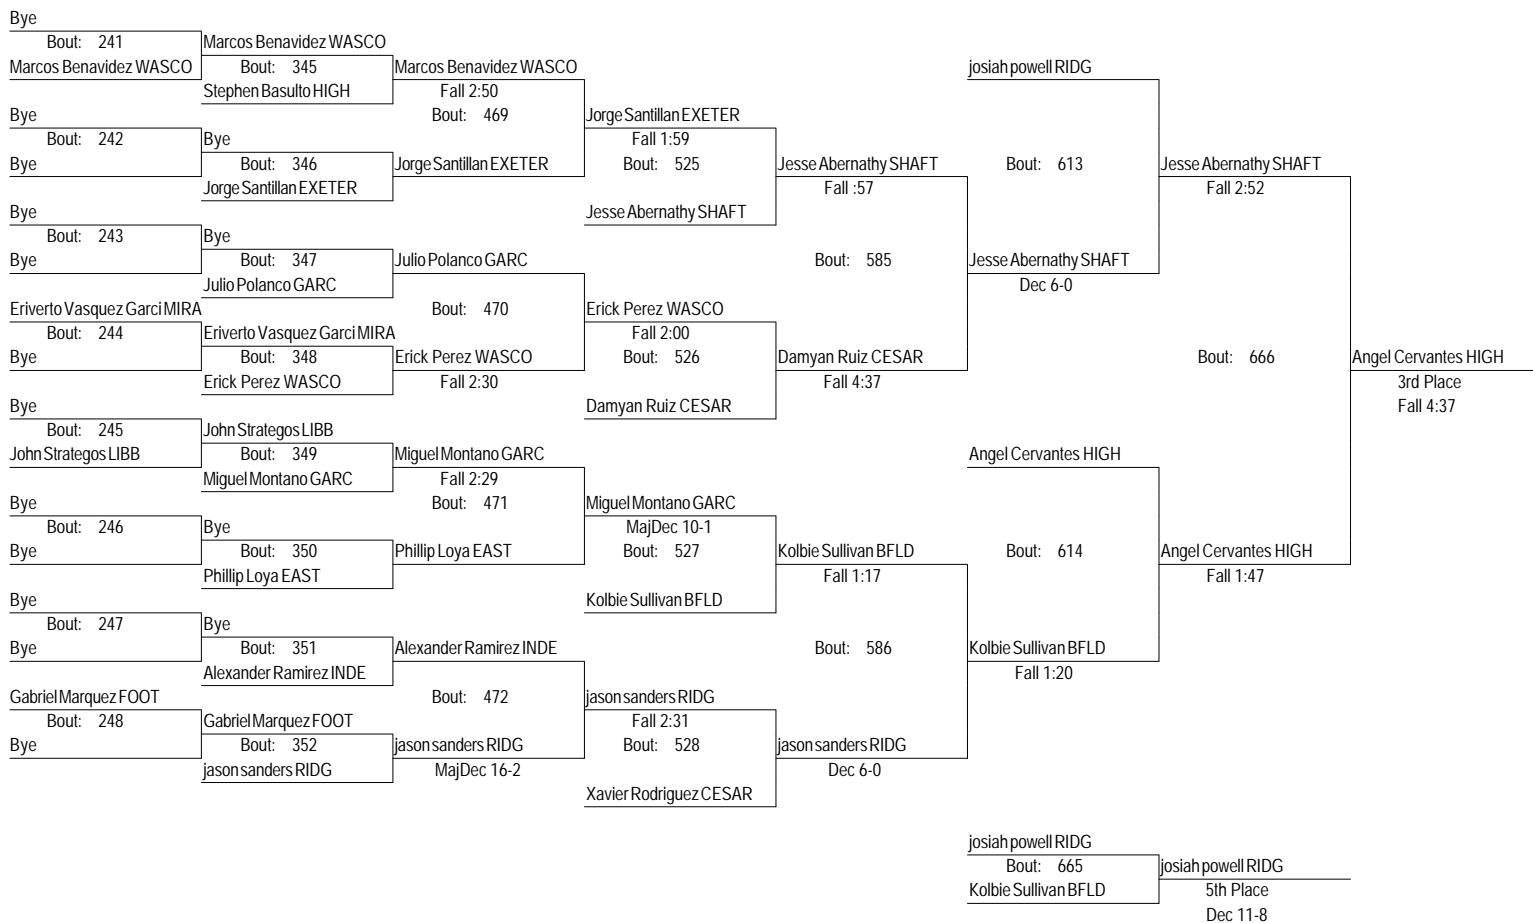 Bye
Bout: 241
Marcos Benavidez WASCO
Marcos Benavidez WASCO
Bout: 345
Stephen Basulto HIGH
Marcos Benavidez WASCO
Fall 2:50
Bout: 469
Bye
Bout: 242
Bye
Bye
Bout: 346
Jorge Santillan EXETER
Jorge Santillan EXETER
Jorge Santillan EXETER
Fall 1:59
Bout: 525
Jesse Abernathy SHAFT
Jesse Abernathy SHAFT
Fall :57
Bout: 585
Bye
Bout: 243
Bye
Bye
Bout: 347
Julio Polanco GARC
Julio Polanco GARC
Bout: 470
Eriverto Vasquez Garci MIRA
Bout: 244
Bye
Eriverto Vasquez Garci MIRA
Bout: 348
Erick Perez WASCO
Erick Perez WASCO
Fall 2:30
Erick Perez WASCO
Fall 2:00
Bout: 526
Damyan Ruiz CESAR
Damyan Ruiz CESAR
Fall 4:37
josiah powell RIDG
Bout: 613
Jesse Abernathy SHAFT
Dec 6-0
Jesse Abernathy SHAFT
Fall 2:52
Bout: 666
Angel Cervantes HIGH
3rd Place
Fall 4:37
Bye
Bout: 245
John Strategos LIBB
John Strategos LIBB
Bout: 349
Miguel Montano GARC
Miguel Montano GARC
Fall 2:29
Bout: 471
Bye
Bout: 246
Bye
Bye
Bout: 350
Phillip Loya EAST
Phillip Loya EAST
Miguel Montano GARC
MajDec 10-1
Bout: 527
Kolbie Sullivan BFLD
Kolbie Sullivan BFLD
Fall 1:17
Bout: 586
Bye
Bout: 247
Bye
Bye
Bout: 351
Alexander Ramirez INDE
Alexander Ramirez INDE
Bout: 472
Gabriel Marquez FOOT
Bout: 248
Bye
Gabriel Marquez FOOT
Bout: 352
jason sanders RIDG
jason sanders RIDG
MajDec 16-2
jason sanders RIDG
Fall 2:31
Bout: 528
Xavier Rodriguez CESAR
jason sanders RIDG
Dec 6-0
Angel Cervantes HIGH
Bout: 614
Kolbie Sullivan BFLD
Fall 1:20
Angel Cervantes HIGH
Fall 1:47
josiah powell RIDG
Bout: 665
Kolbie Sullivan BFLD
josiah powell RIDG
5th Place
Dec 11-8